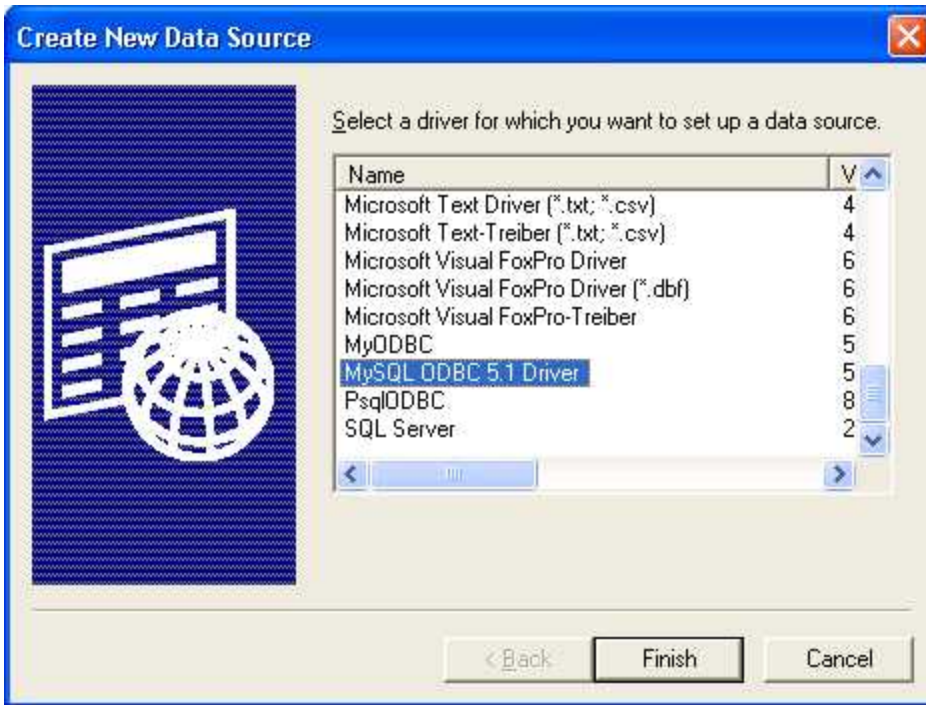 Create New Data Source
Select a driver for which you want to set up a data source.
Name V
Microsoft Text Driver (*.txt; *.csv) 4
Microsoft Text-Treiber (*.txt; *.csv) 4
Microsoft Visual FoxPro Driver 6
Microsoft Visual FoxPro Driver (*.dbf) 6
Microsoft Visual FoxPro-Treiber 6
MyODBC 5
MySQL ODBC 5.1 Driver 5
PsqlODBC 8
SQL Server 2
< Back Finish Cancel